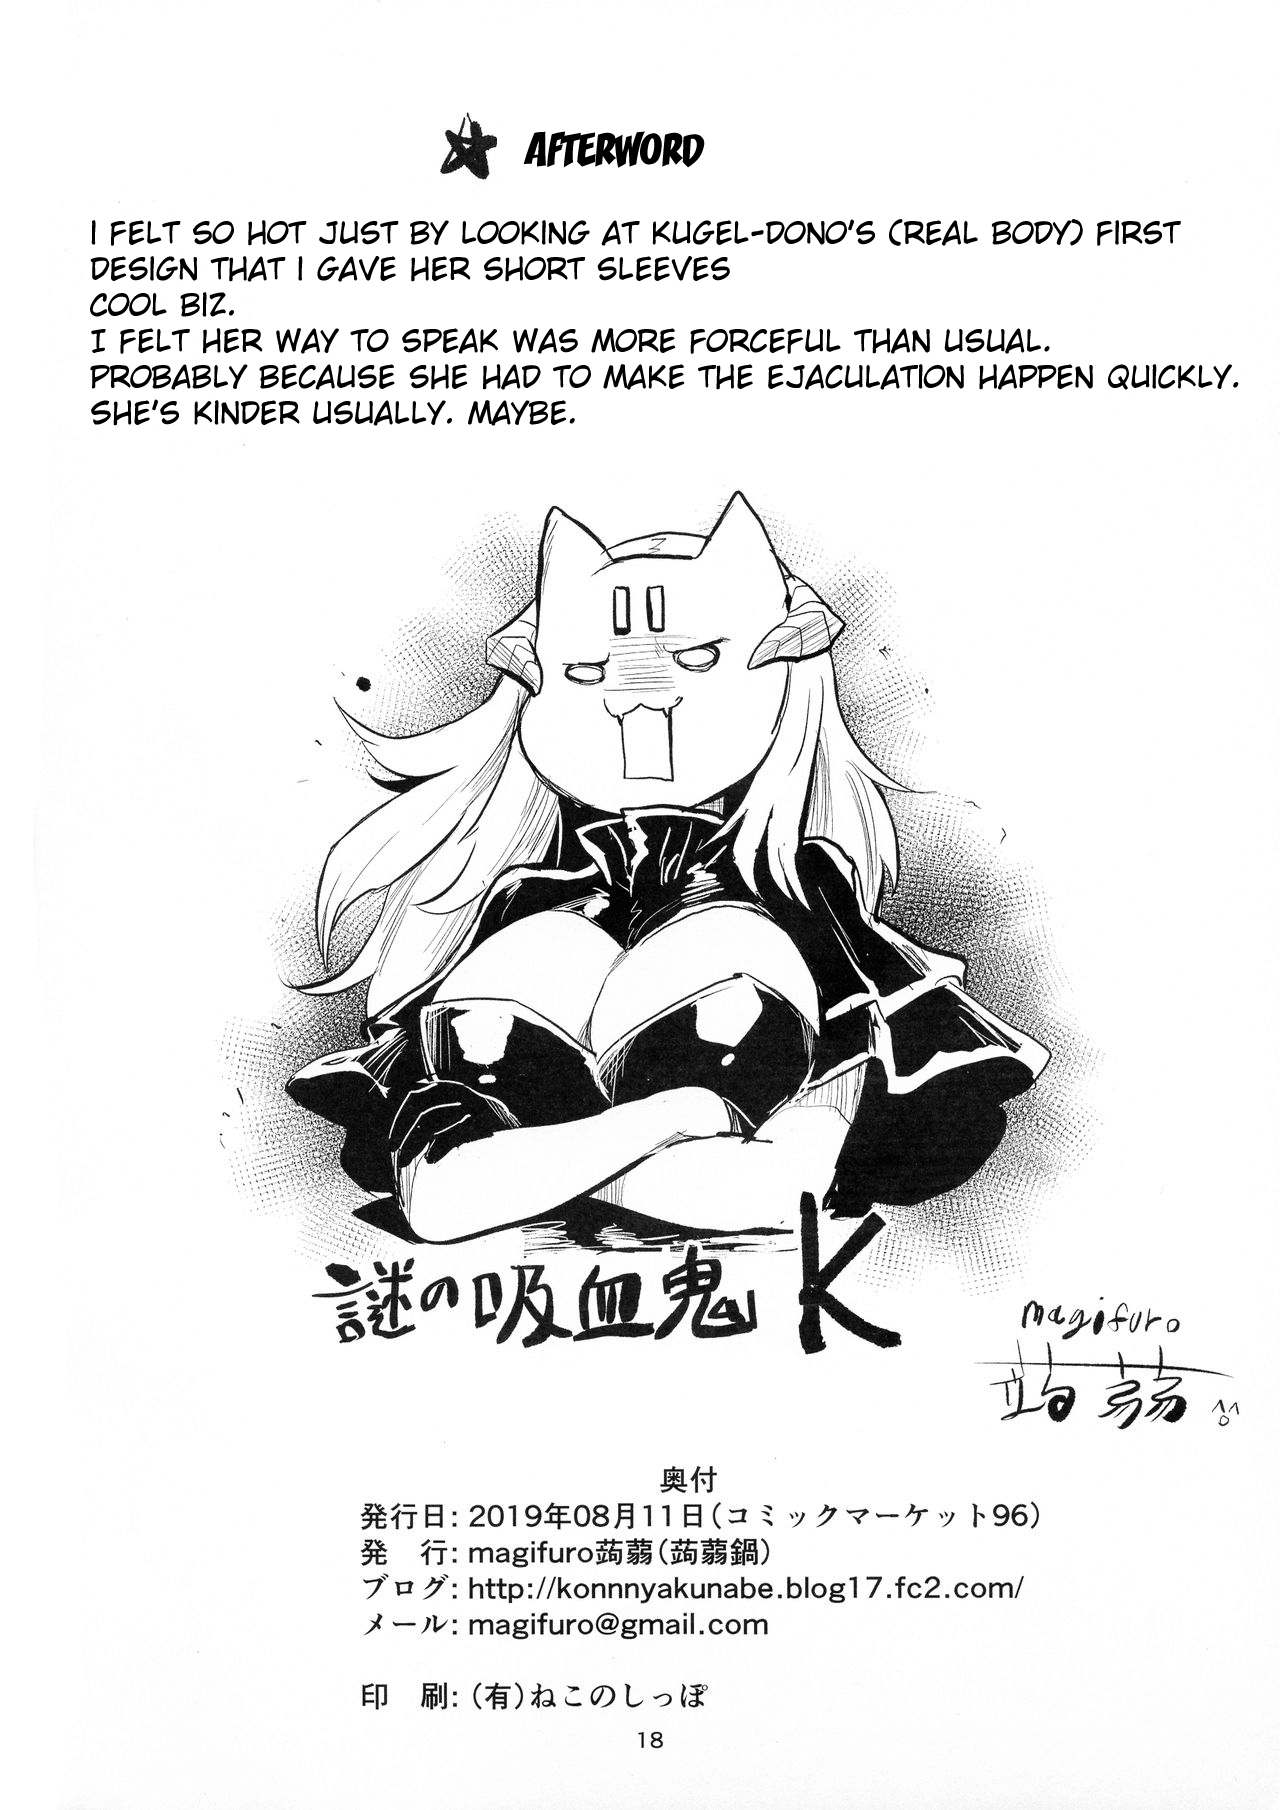 AFTERWORD
I FELT SO HOT JUST BY LOOKING AT KUGEL-DONO'S (REAL BODY) FIRST
DESIGN THAT I GAVE HER SHORT SLEEVES
COOL BIZ.
I FELT HER WAY TO SPEAK WAS MORE FORCEFUL THAN USUAL.
PROBABLY BECAUSE SHE HAD TO MAKE THE EJACULATION HAPPEN QUICKLY.
SHE'S KINDER USUALLY. MAYBE.
謎の吸血鬼K
magifuro
蒟蒻
奥付
発行日: 2019年08月11日(コミックマーケット96)
発　行: magifuro蒟蒻(蒟蒻鍋)
ブログ: http://konnnyakunabe.blog17.fc2.com/
メール: magifuro@gmail.com
印　刷: (有)ねこのしっぽ
18